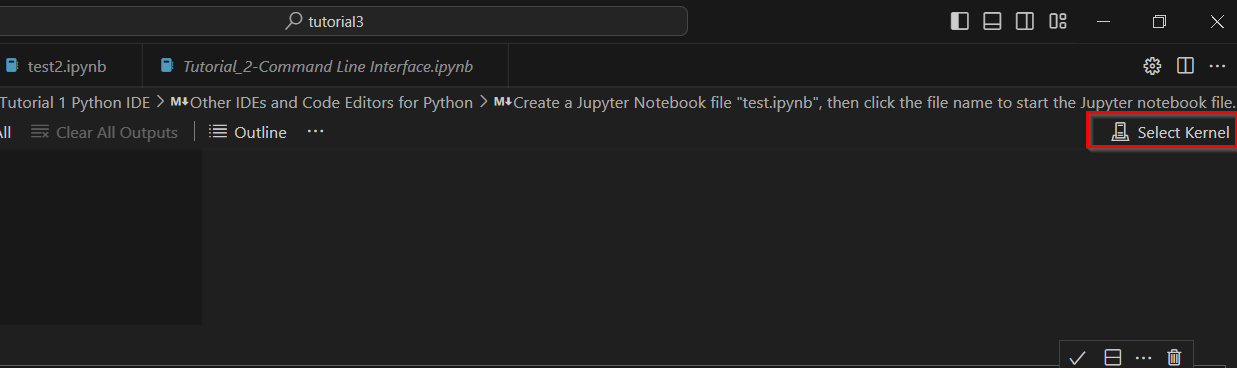 tutorial3
test2.ipynb Tutorial_2-Command Line Interface.ipynb
Tutorial 1 Python IDE > M↓Other IDEs and Code Editors for Python > M↓Create a Jupyter Notebook file "test.ipynb", then click the file name to start the Jupyter notebook file.
All Clear All Outputs Outline ··· Select Kernel